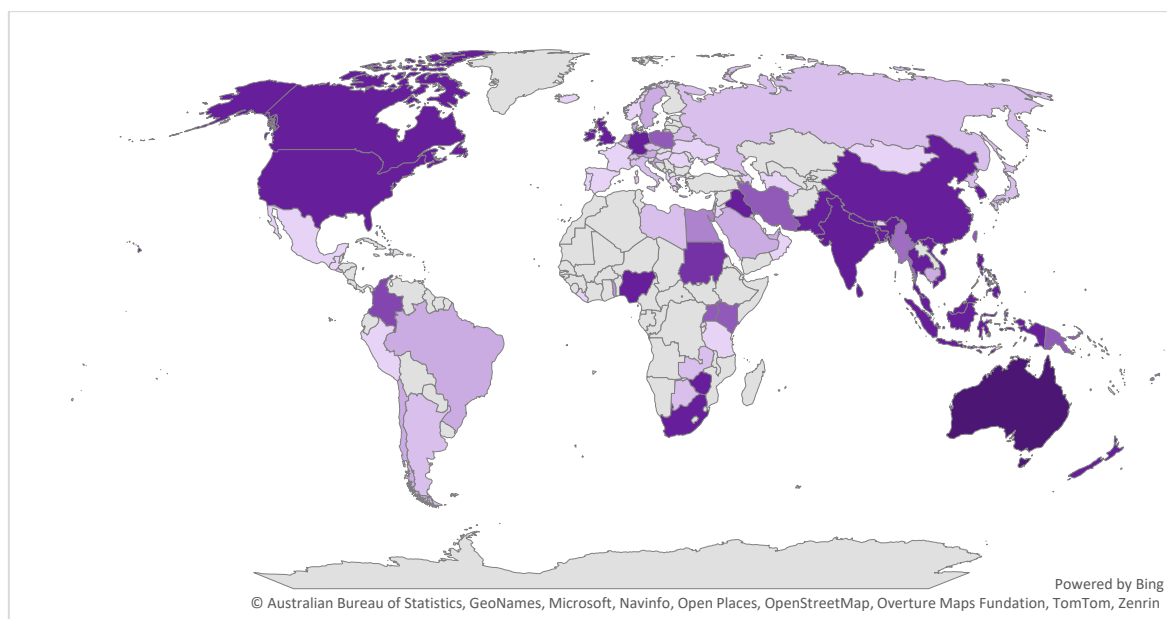 Powered by Bing
© Australian Bureau of Statistics, GeoNames, Microsoft, Navinfo, Open Places, OpenStreetMap, Overture Maps Fundation, TomTom, Zenrin